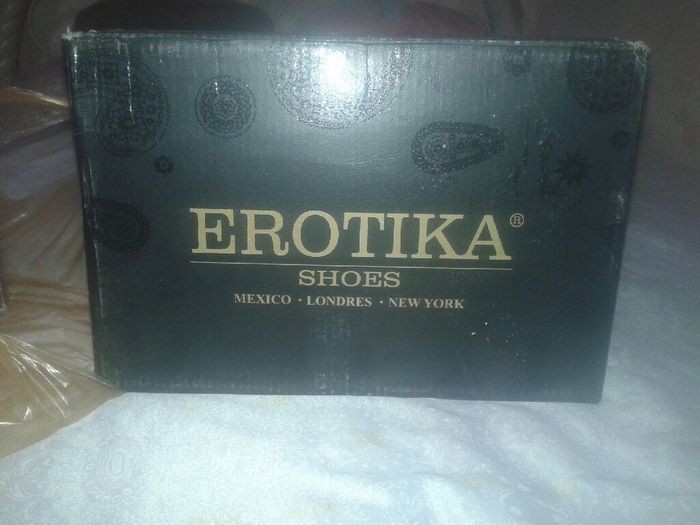 EROTIKA®
SHOES
MEXICO · LONDRES · NEW YORK